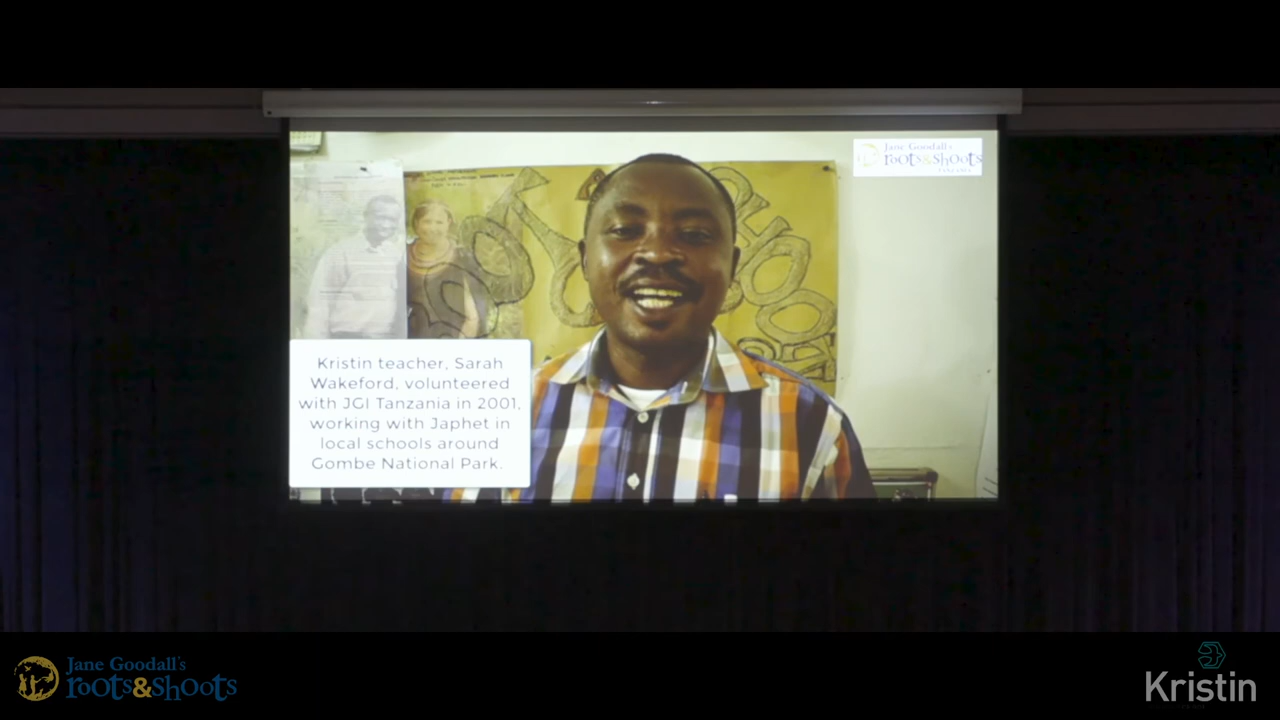 Jane Goodall's
roots&shoots
TANZANIA
Kristin teacher, Sarah
Wakeford, volunteered
with JGI Tanzania in 2001,
working with Japhet in
local schools around
Gombe National Park.
Jane Goodall's
roots&shoots
Kristin